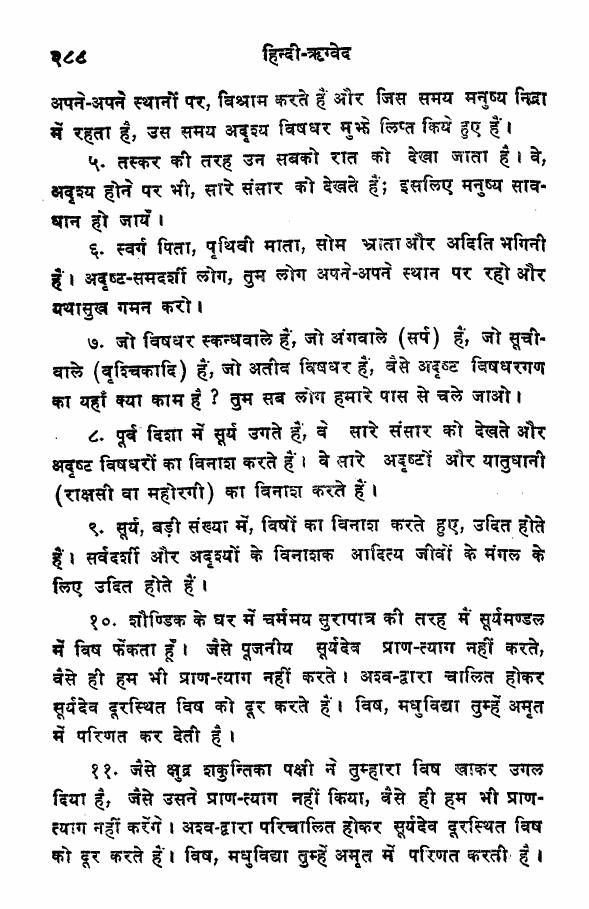 २८८ हिन्दी-ऋग्वेद
अपने-अपने स्थानों पर, विश्राम करते हैं और जिस समय मनुष्य निद्रा
में रहता है, उस समय अदृश्य विषधर मुझे लिप्त किये हुए हैं।
५. तस्कर की तरह उन सबको रात को देखा जाता है। वे,
अदृश्य होने पर भी, सारे संसार को देखते हैं; इसलिए मनुष्य साव-
धान हो जायँ।
६. स्वर्ग पिता, पृथिवी माता, सोम भ्राता और अदिति भगिनी
हैं। अदृष्ट-समदर्शी लोग, तुम लोग अपने-अपने स्थान पर रहो और
यथासुख गमन करो।
७. जो विषधर स्कन्धवाले हैं, जो अंगवाले (सर्प) हैं, जो सूची-
वाले (वृश्चिकादि) हैं, जो अतीव विषधर हैं, वैसे अदृष्ट विषधरगण
का यहाँ क्या काम है ? तुम सब लोग हमारे पास से चले जाओ।
८. पूर्व दिशा में सूर्य उगते हैं, वे सारे संसार को देखते और
अदृष्ट विषधरों का विनाश करते हैं। वे सारे अदृष्टों और यातुधानी
(राक्षसी वा महोरगी) का विनाश करते हैं।
९. सूर्य, बड़ी संख्या में, विषों का विनाश करते हुए, उदित होते
हैं। सर्वदर्शी और अदृश्यों के विनाशक आदित्य जीवों के मंगल के
लिए उदित होते हैं।
१०. शौण्डिक के घर में चर्ममय सुरापात्र की तरह मैं सूर्यमण्डल
में विष फेंकता हूँ। जैसे पूजनीय सूर्यदेव प्राण-त्याग नहीं करते,
वैसे ही हम भी प्राण-त्याग नहीं करते। अश्व-द्वारा चालित होकर
सूर्यदेव दूरस्थित विष को दूर करते हैं। विष, मधुविद्या तुम्हें अमृत
में परिणत कर देती है।
११. जैसे क्षुद्र शकुन्तिका पक्षी ने तुम्हारा विष खाकर उगल
दिया है, जैसे उसने प्राण-त्याग नहीं किया, वैसे ही हम भी प्राण-
त्याग नहीं करेंगे। अश्व-द्वारा परिचालित होकर सूर्यदेव दूरस्थित विष
को दूर करते हैं। विष, मधुविद्या तुम्हें अमृत में परिणत करती है।